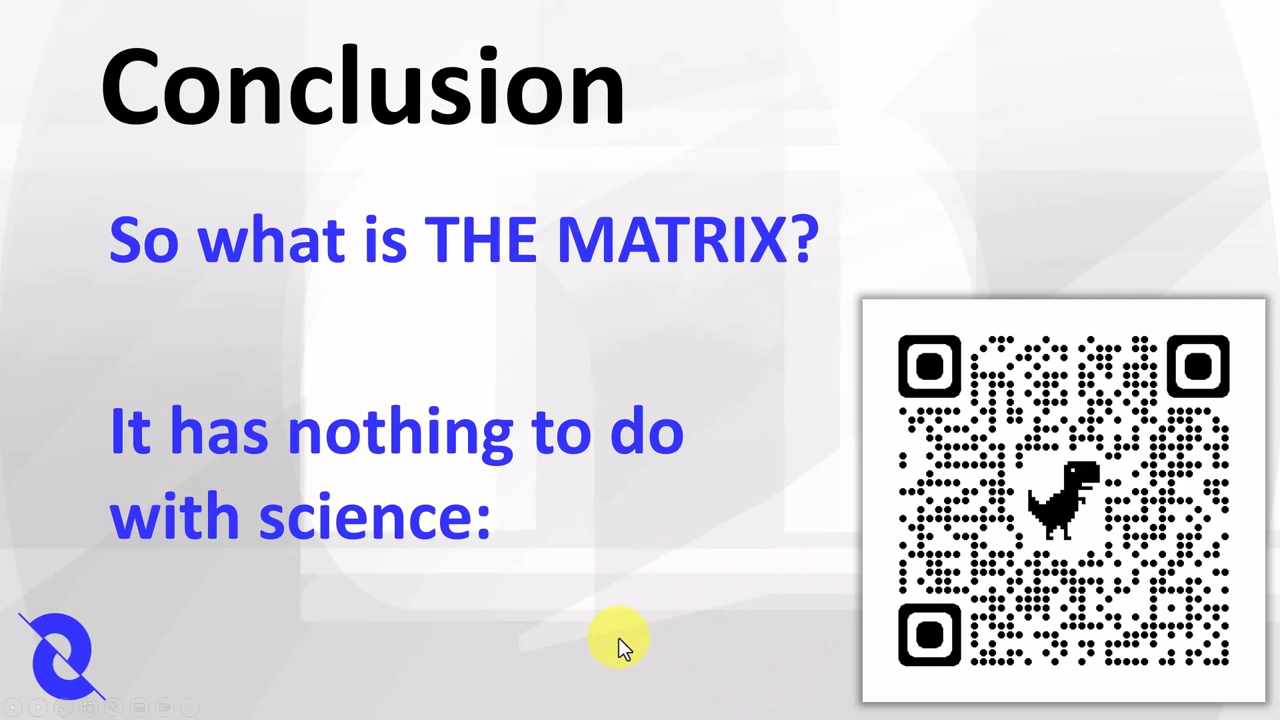 Conclusion
So what is THE MATRIX?
It has nothing to do
with science: